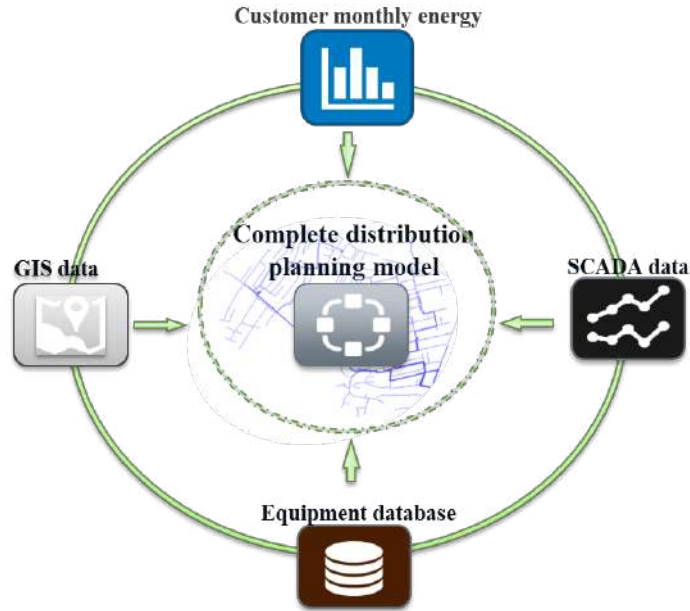 Customer monthly energy
Complete distribution
planning model
GIS data
SCADA data
Equipment database